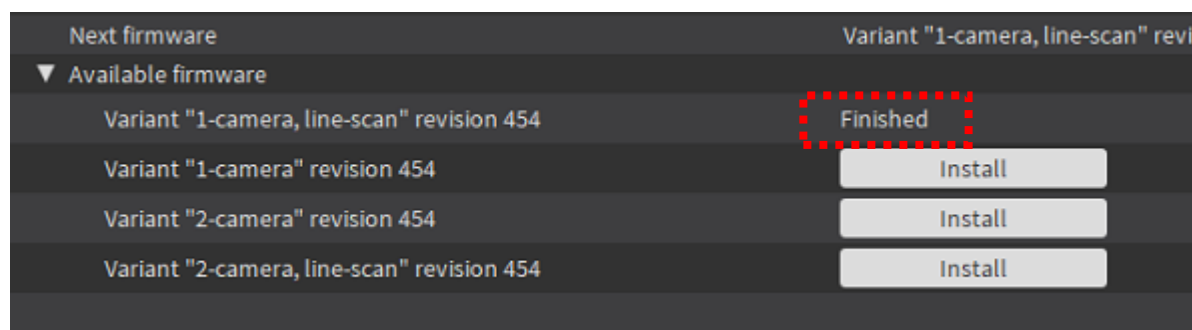 Next firmware Variant "1-camera, line-scan" revi
Available firmware
Variant "1-camera, line-scan" revision 454 Finished
Variant "1-camera" revision 454 Install
Variant "2-camera" revision 454 Install
Variant "2-camera, line-scan" revision 454 Install